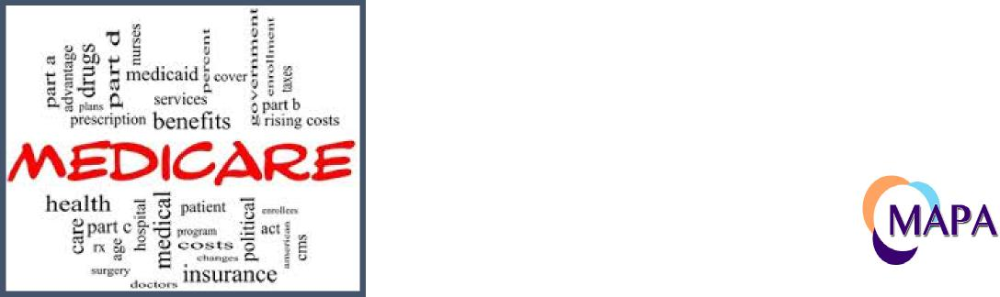 part a
advantage
drugs
part d
nurses
plans
prescription
medicaid
services
benefits
percent
cover
government
enrollment
taxes
part b
rising costs
MEDICARE
health
care
part c
rx
age
hospital
medical
surgery
doctors
patient
program
costs
changes
insurance
political
enrollees
act
american
cms
MAPA